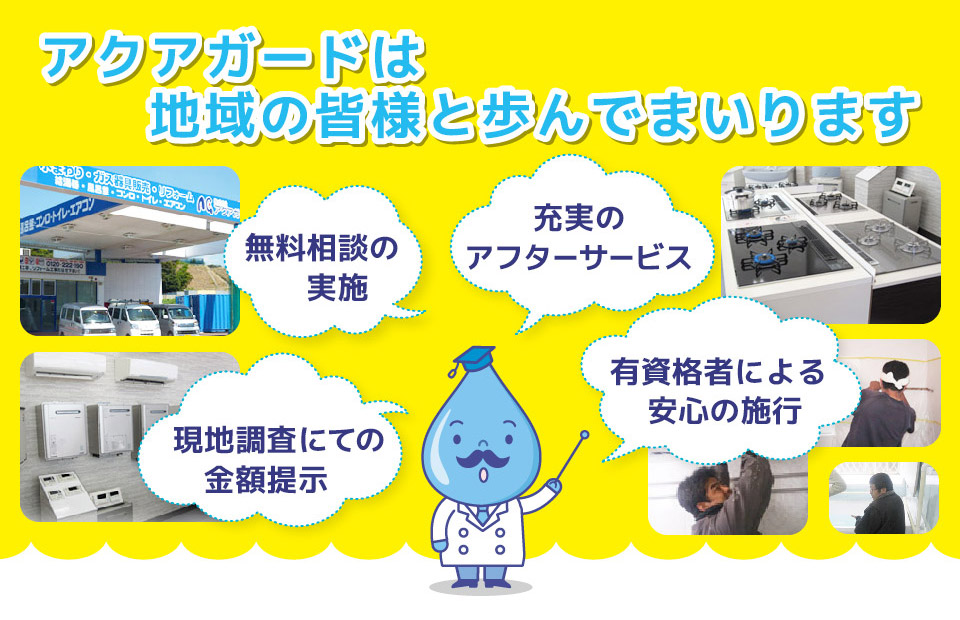 アクアガードは
地域の皆様と歩んでまいります
水まわり・ガス器具販売・リフォーム
給湯器・風呂釜・コンロ・トイレ・エアコン
コンロ・トイレ・エアコン
0120-222-190
無料相談の
実施
充実の
アフターサービス
有資格者による
安心の施行
現地調査にての
金額提示